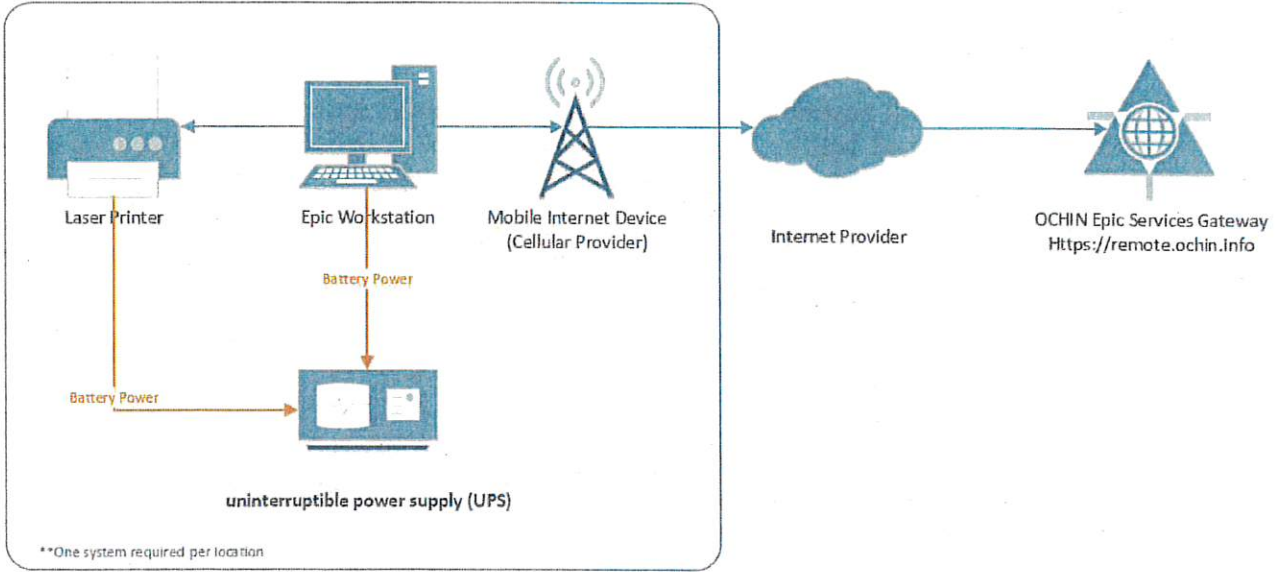 Laser Printer
Epic Workstation
Mobile Internet Device
(Cellular Provider)
Internet Provider
OCHIN Epic Services Gateway
Https://remote.ochin.info
Battery Power
Battery Power
uninterruptible power supply (UPS)
**One system required per location